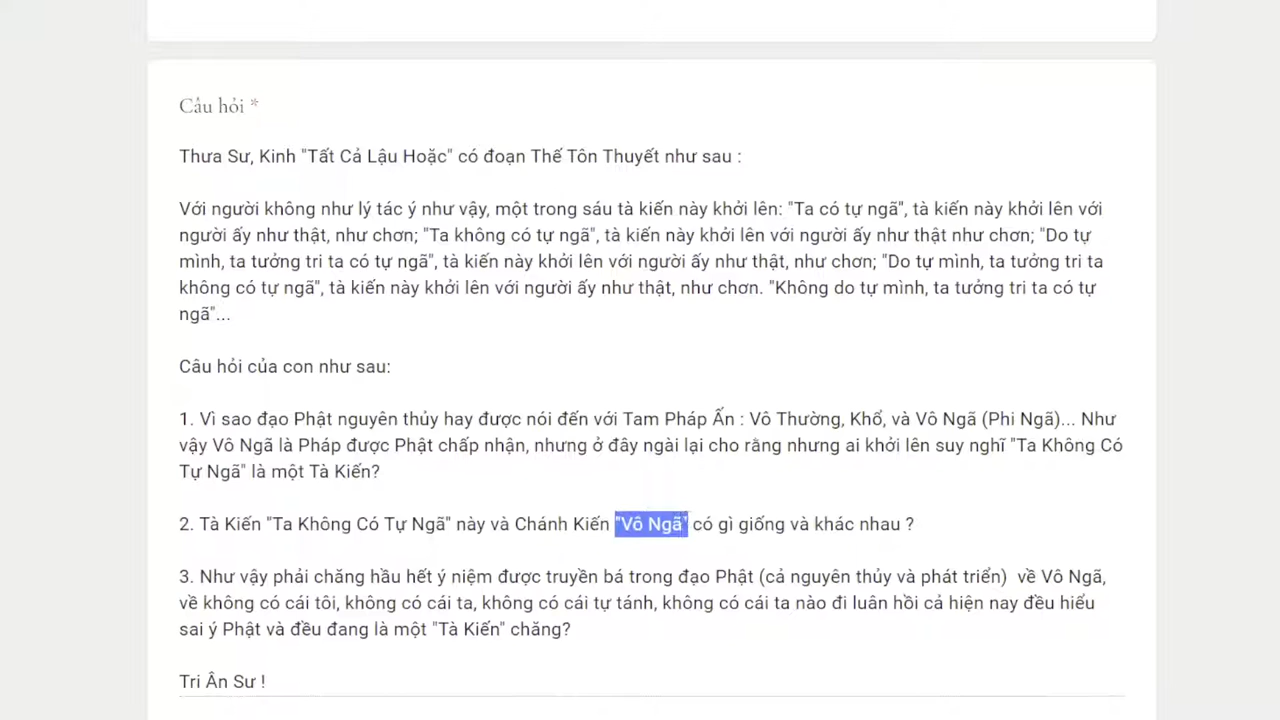 Câu hỏi *
Thưa Sư, Kinh "Tất Cả Lậu Hoặc" có đoạn Thế Tôn Thuyết như sau :
Với người không như lý tác ý như vậy, một trong sáu tà kiến này khởi lên: "Ta có tự ngã", tà kiến này khởi lên với
người ấy như thật, như chơn; "Ta không có tự ngã", tà kiến này khởi lên với người ấy như thật như chơn; "Do tự
mình, ta tưởng tri ta có tự ngã", tà kiến này khởi lên với người ấy như thật, như chơn; "Do tự mình, ta tưởng tri ta
không có tự ngã", tà kiến này khởi lên với người ấy như thật, như chơn. "Không do tự mình, ta tưởng tri ta có tự
ngã"...
Câu hỏi của con như sau:
1. Vì sao đạo Phật nguyên thủy hay được nói đến với Tam Pháp Ấn : Vô Thường, Khổ, và Vô Ngã (Phi Ngã)... Như
vậy Vô Ngã là Pháp được Phật chấp nhận, nhưng ở đây ngài lại cho rằng nhưng ai khởi lên suy nghĩ "Ta Không Có
Tự Ngã" là một Tà Kiến?
2. Tà Kiến "Ta Không Có Tự Ngã" này và Chánh Kiến "Vô Ngã" có gì giống và khác nhau ?
3. Như vậy phải chăng hầu hết ý niệm được truyền bá trong đạo Phật (cả nguyên thủy và phát triển) về Vô Ngã,
về không có cái tôi, không có cái ta, không có cái tự tánh, không có cái ta nào đi luân hồi cả hiện nay đều hiểu
sai ý Phật và đều đang là một "Tà Kiến" chăng?
Tri Ân Sư !